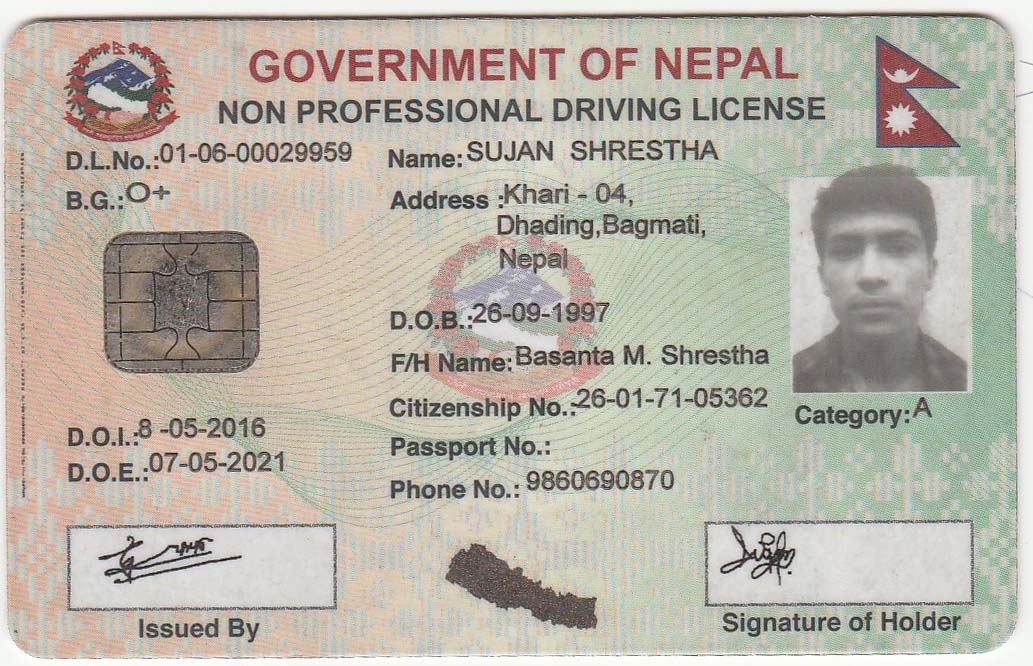 GOVERNMENT OF NEPAL
NON PROFESSIONAL DRIVING LICENSE
D.L.No.:01-06-00029959
B.G.:O+
Name:SUJAN SHRESTHA
Address :Khari - 04,
Dhading,Bagmati,
Nepal
D.O.B.:26-09-1997
F/H Name:Basanta M. Shrestha
Citizenship No.:26-01-71-05362
Passport No.:
Phone No.: 9860690870
Category:A
D.O.I.:8 -05-2016
D.O.E.:07-05-2021
Issued By
Signature of Holder